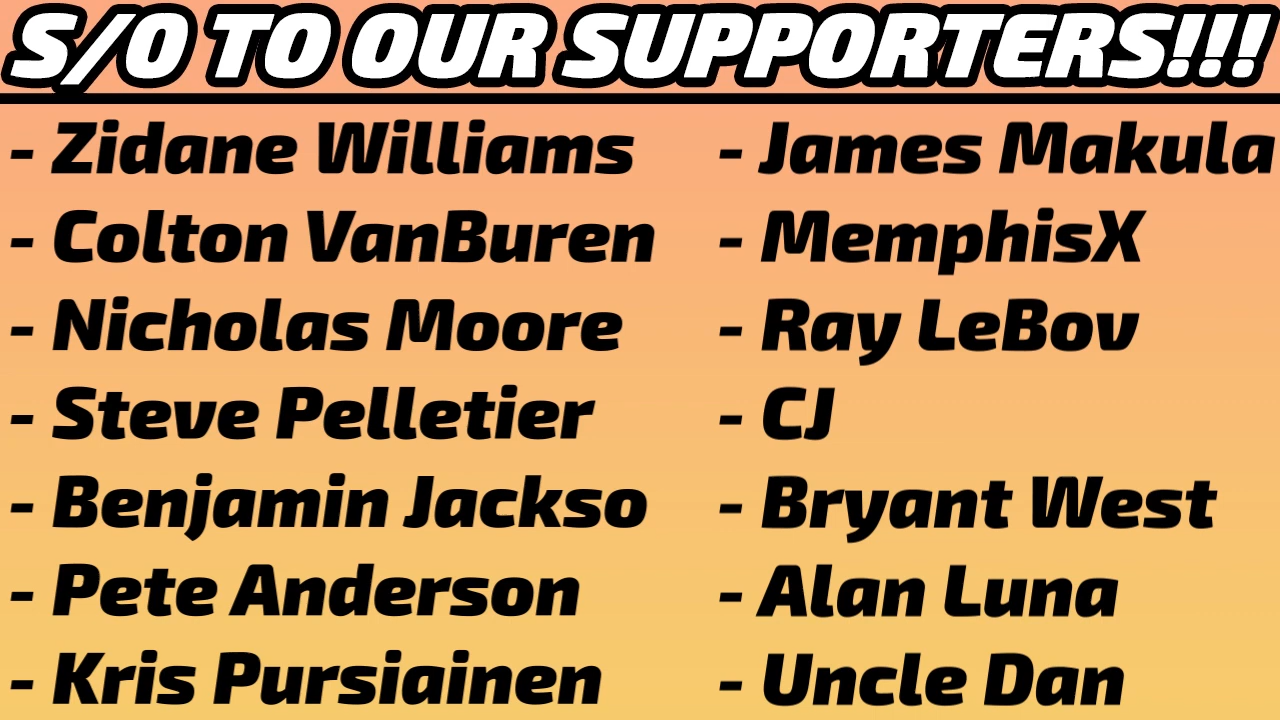 S/O TO OUR SUPPORTERS!!!
- Zidane Williams
- Colton VanBuren
- Nicholas Moore
- Steve Pelletier
- Benjamin Jackso
- Pete Anderson
- Kris Pursiainen
- James Makula
- MemphisX
- Ray LeBov
- CJ
- Bryant West
- Alan Luna
- Uncle Dan